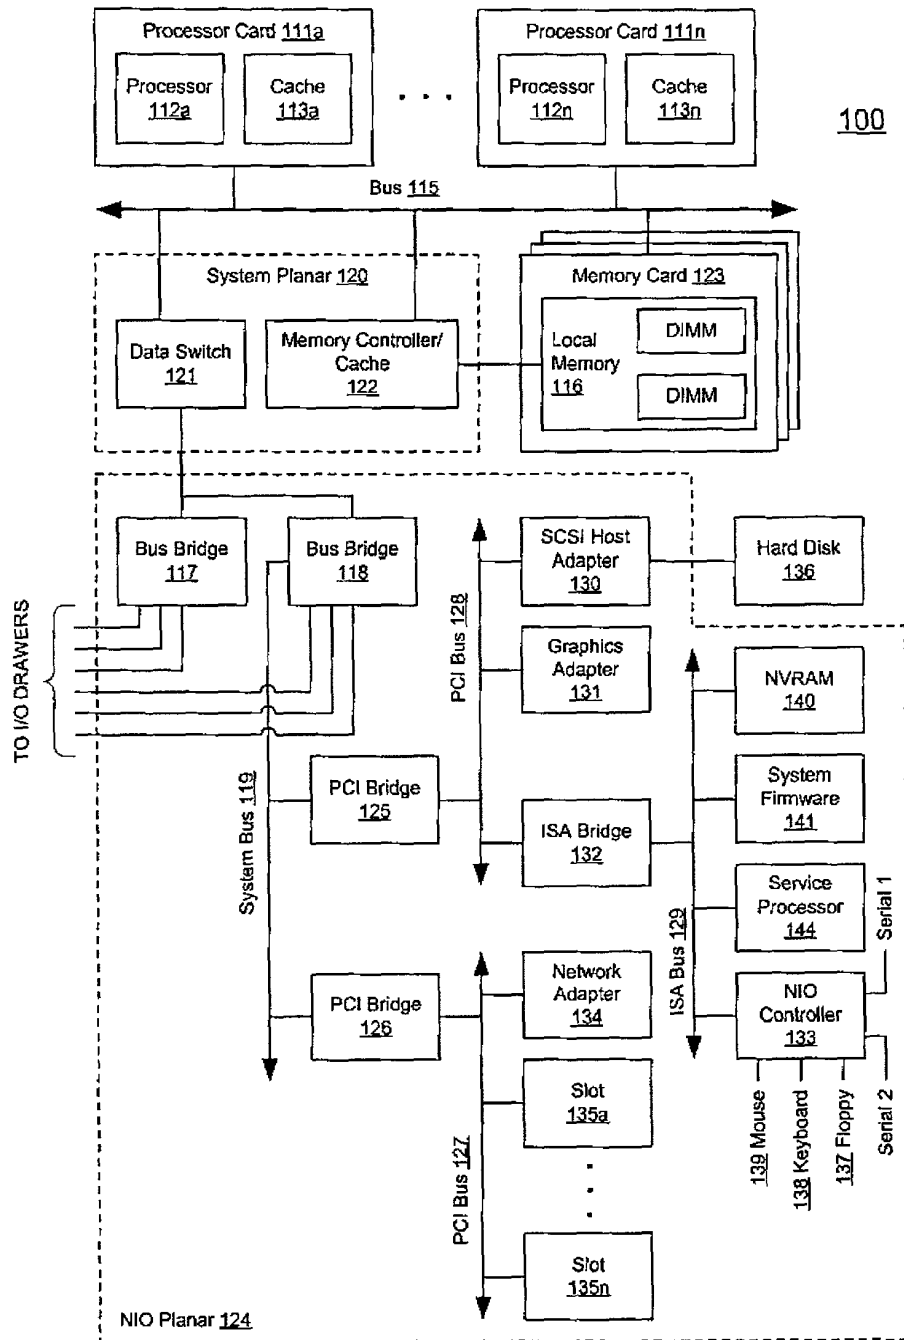 Processor Card 111a
Processor Card 111n
Processor
112a
Cache
113a
. . .
Processor
112n
Cache
113n
100
Bus 115
System Planar 120
Memory Card 123
Data Switch
121
Memory Controller/
Cache
122
Local
Memory
116
DIMM
DIMM
Bus Bridge
117
Bus Bridge
118
SCSI Host
Adapter
130
Hard Disk
136
TO I/O DRAWERS
PCI Bus 128
Graphics
Adapter
131
NVRAM
140
System Bus 119
PCI Bridge
125
ISA Bridge
132
System
Firmware
141
Service
Processor
144
ISA Bus 129
Serial 1
PCI Bridge
126
Network
Adapter
134
NIO
Controller
133
Slot
135a
139 Mouse
138 Keyboard
137 Floppy
Serial 2
PCI Bus 127
Slot
135n
NIO Planar 124